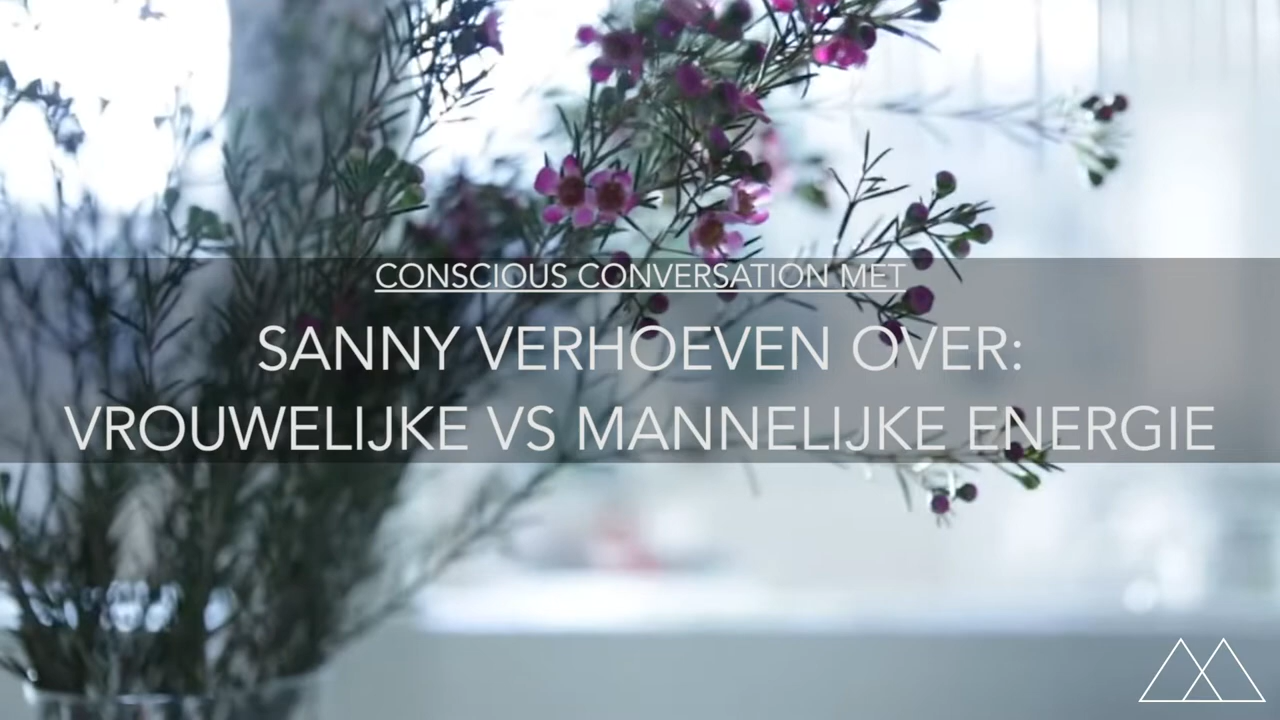 CONSCIOUS CONVERSATION MET
SANNY VERHOEVEN OVER:
VROUWELIJKE VS MANNELIJKE ENERGIE